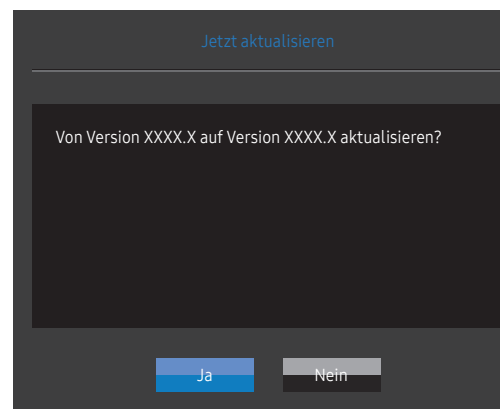 Jetzt aktualisieren
Von Version XXXX.X auf Version XXXX.X aktualisieren?
Ja
Nein